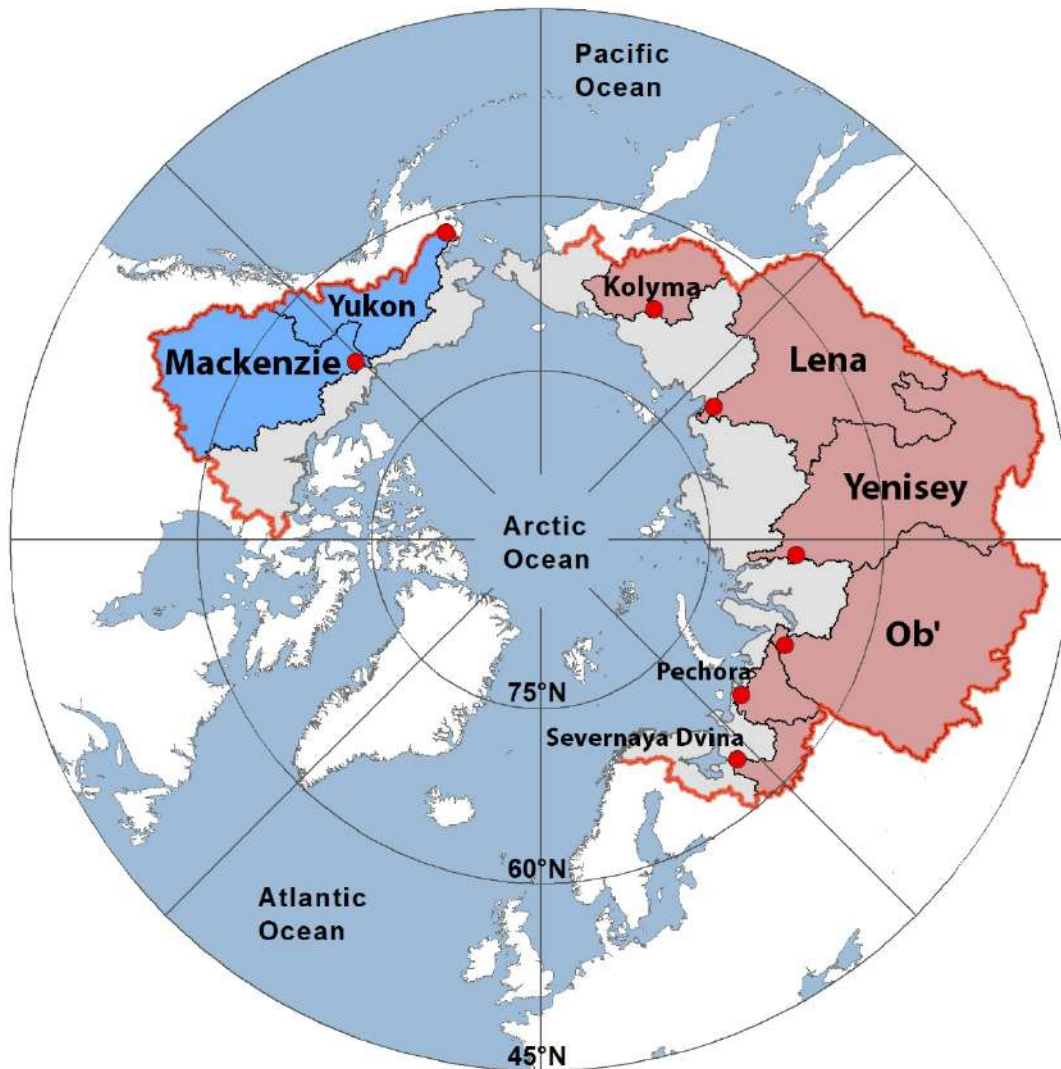 Pacific
Ocean
Kolyma
Yukon
Lena
Mackenzie
Yenisey
Arctic
Ocean
Ob'
Pechora
75°N
Severnaya Dvina
60°N
Atlantic
Ocean
45°N